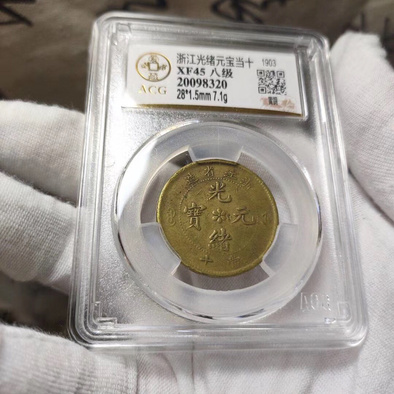 浙江光绪元宝当十 1903
XF45 八级
20098320
28*1.5mm 7.1g
ACG
光
寶 元
緒